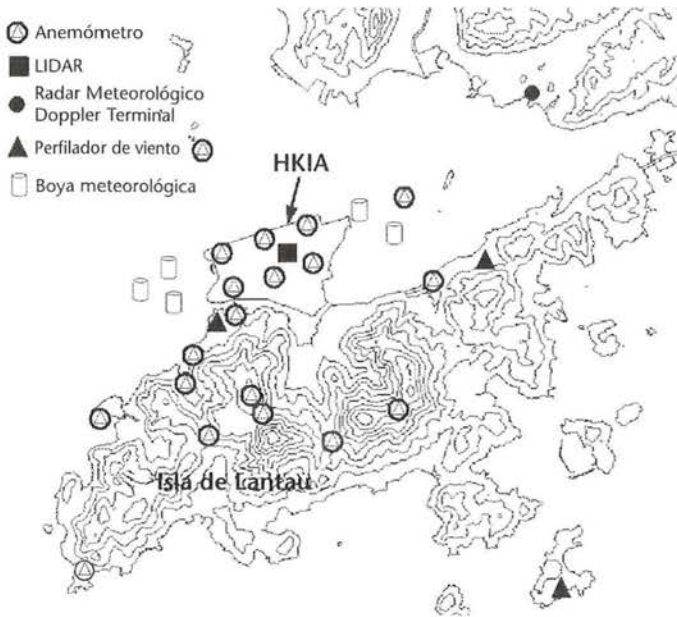 Anemómetro
LIDAR
Radar Meteorológico
Doppler Terminal
Perfilador de viento
Boya meteorológica
HKIA
Isla de Lantau